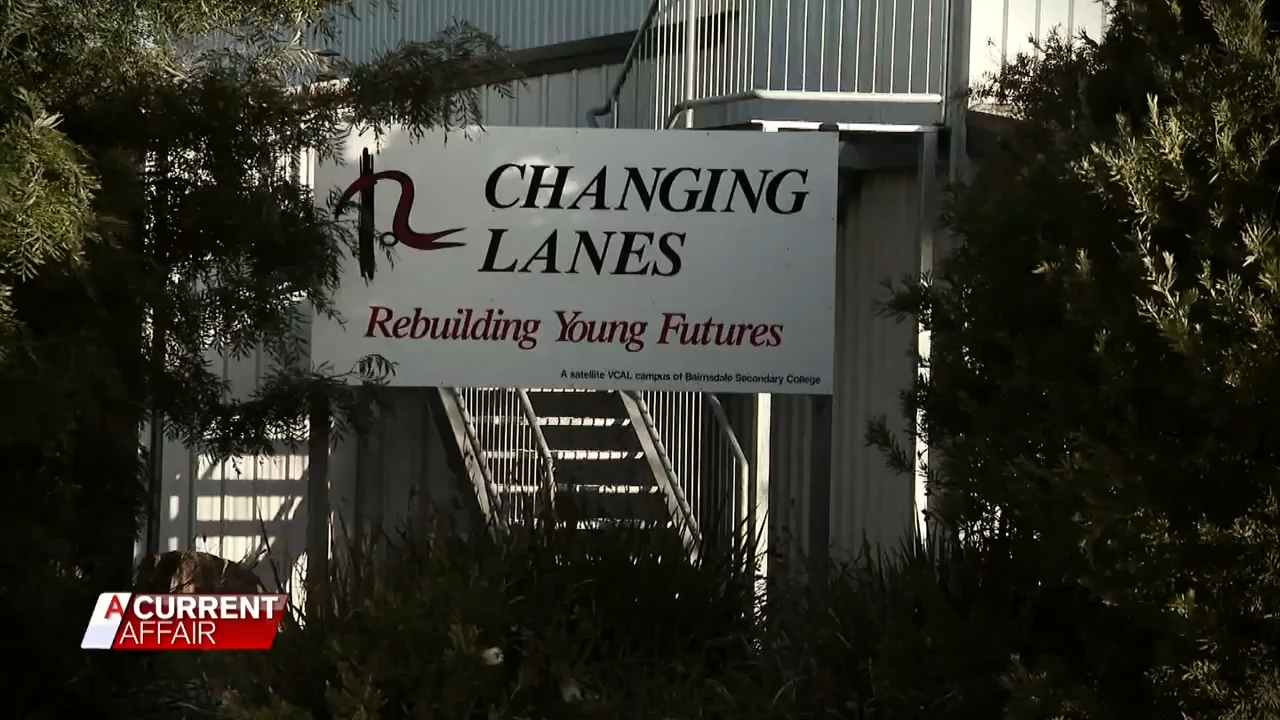 CHANGING
LANES
Rebuilding Young Futures
A satellite VCAL campus of Bairnsdale Secondary College
A CURRENT
AFFAIR